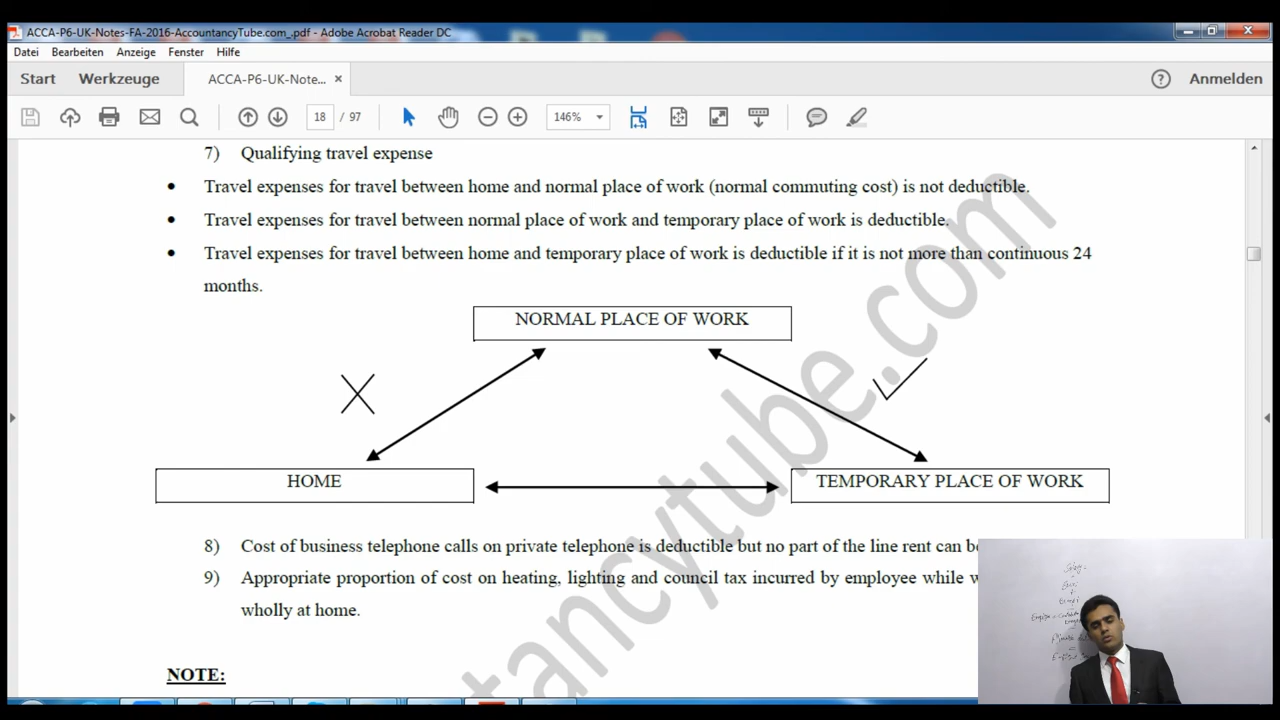 ACCA-P6-UK-Notes-FA-2016-AccountancyTube.com_.pdf - Adobe Acrobat Reader DC
Datei Bearbeiten Anzeige Fenster Hilfe
Start Werkzeuge ACCA-P6-UK-Note... × ? Anmelden
18 / 97 146%
7) Qualifying travel expense
• Travel expenses for travel between home and normal place of work (normal commuting cost) is not deductible.
• Travel expenses for travel between normal place of work and temporary place of work is deductible.
• Travel expenses for travel between home and temporary place of work is deductible if it is not more than continuous 24
months.
NORMAL PLACE OF WORK
HOME
TEMPORARY PLACE OF WORK
8) Cost of business telephone calls on private telephone is deductible but no part of the line rent can be
9) Appropriate proportion of cost on heating, lighting and council tax incurred by employee while w
wholly at home.
NOTE:
tancytube.com